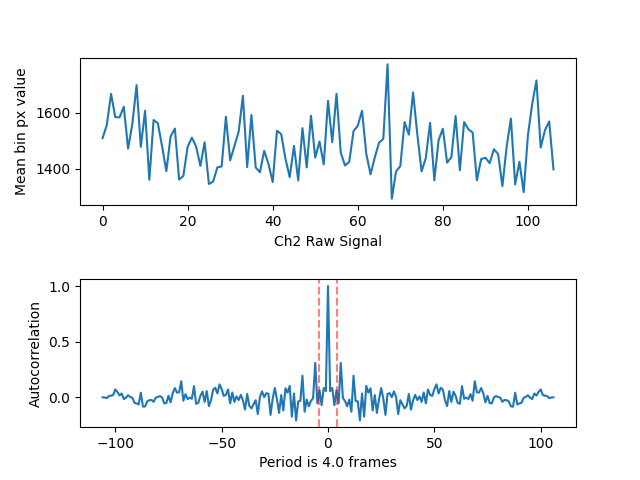 Mean bin px value
1600
1400
0 20 40 60 80 100
Ch2 Raw Signal
Autocorrelation
1.0
0.5
0.0
−100 −50 0 50 100
Period is 4.0 frames